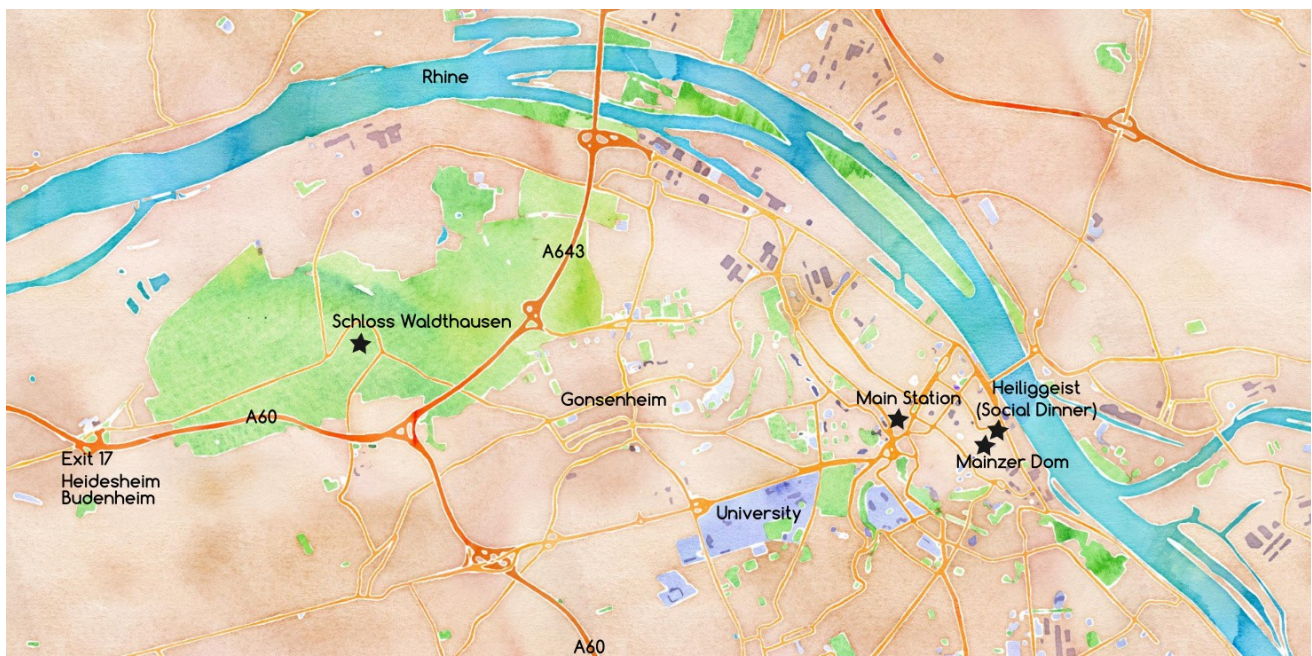 Rhine
A643
Schloss Waldthausen
Gonsenheim
Main Station
Heiliggeist
(Social Dinner)
Mainzer Dom
A60
Exit 17
Heidesheim
Budenheim
University
A60